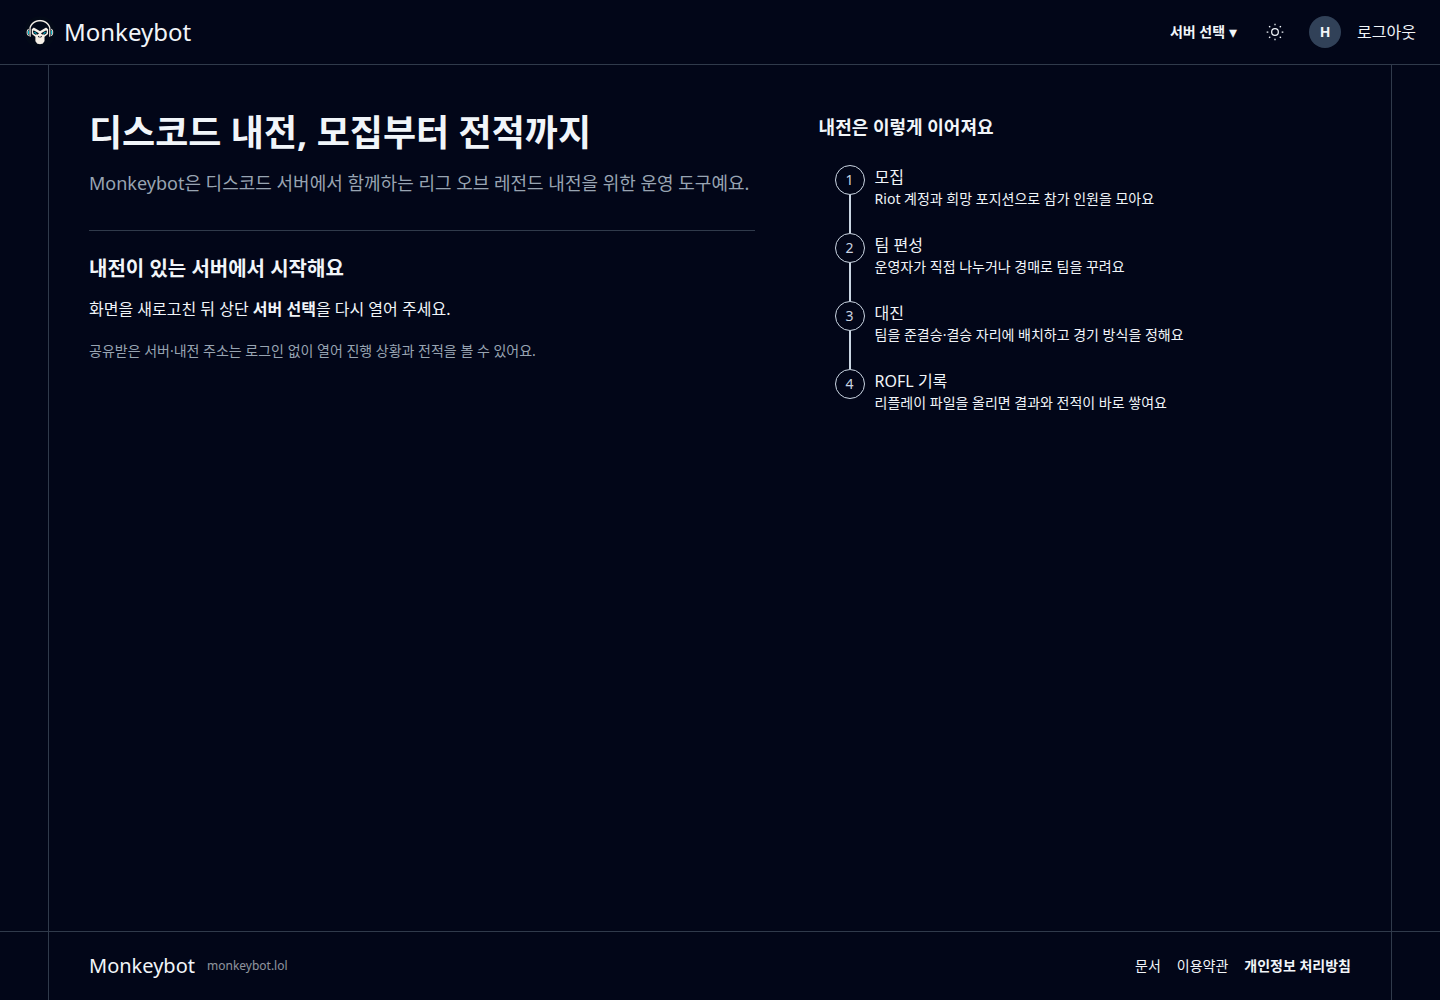 Monkeybot
서버 선택 ▾
H
로그아웃
디스코드 내전, 모집부터 전적까지
Monkeybot은 디스코드 서버에서 함께하는 리그 오브 레전드 내전을 위한 운영 도구예요.
내전이 있는 서버에서 시작해요
화면을 새로고친 뒤 상단 서버 선택을 다시 열어 주세요.
공유받은 서버·내전 주소는 로그인 없이 열어 진행 상황과 전적을 볼 수 있어요.
내전은 이렇게 이어져요
1 모집
Riot 계정과 희망 포지션으로 참가 인원을 모아요
2 팀 편성
운영자가 직접 나누거나 경매로 팀을 꾸려요
3 대진
팀을 준결승·결승 자리에 배치하고 경기 방식을 정해요
4 ROFL 기록
리플레이 파일을 올리면 결과와 전적이 바로 쌓여요
Monkeybot monkeybot.lol
문서 이용약관 개인정보 처리방침